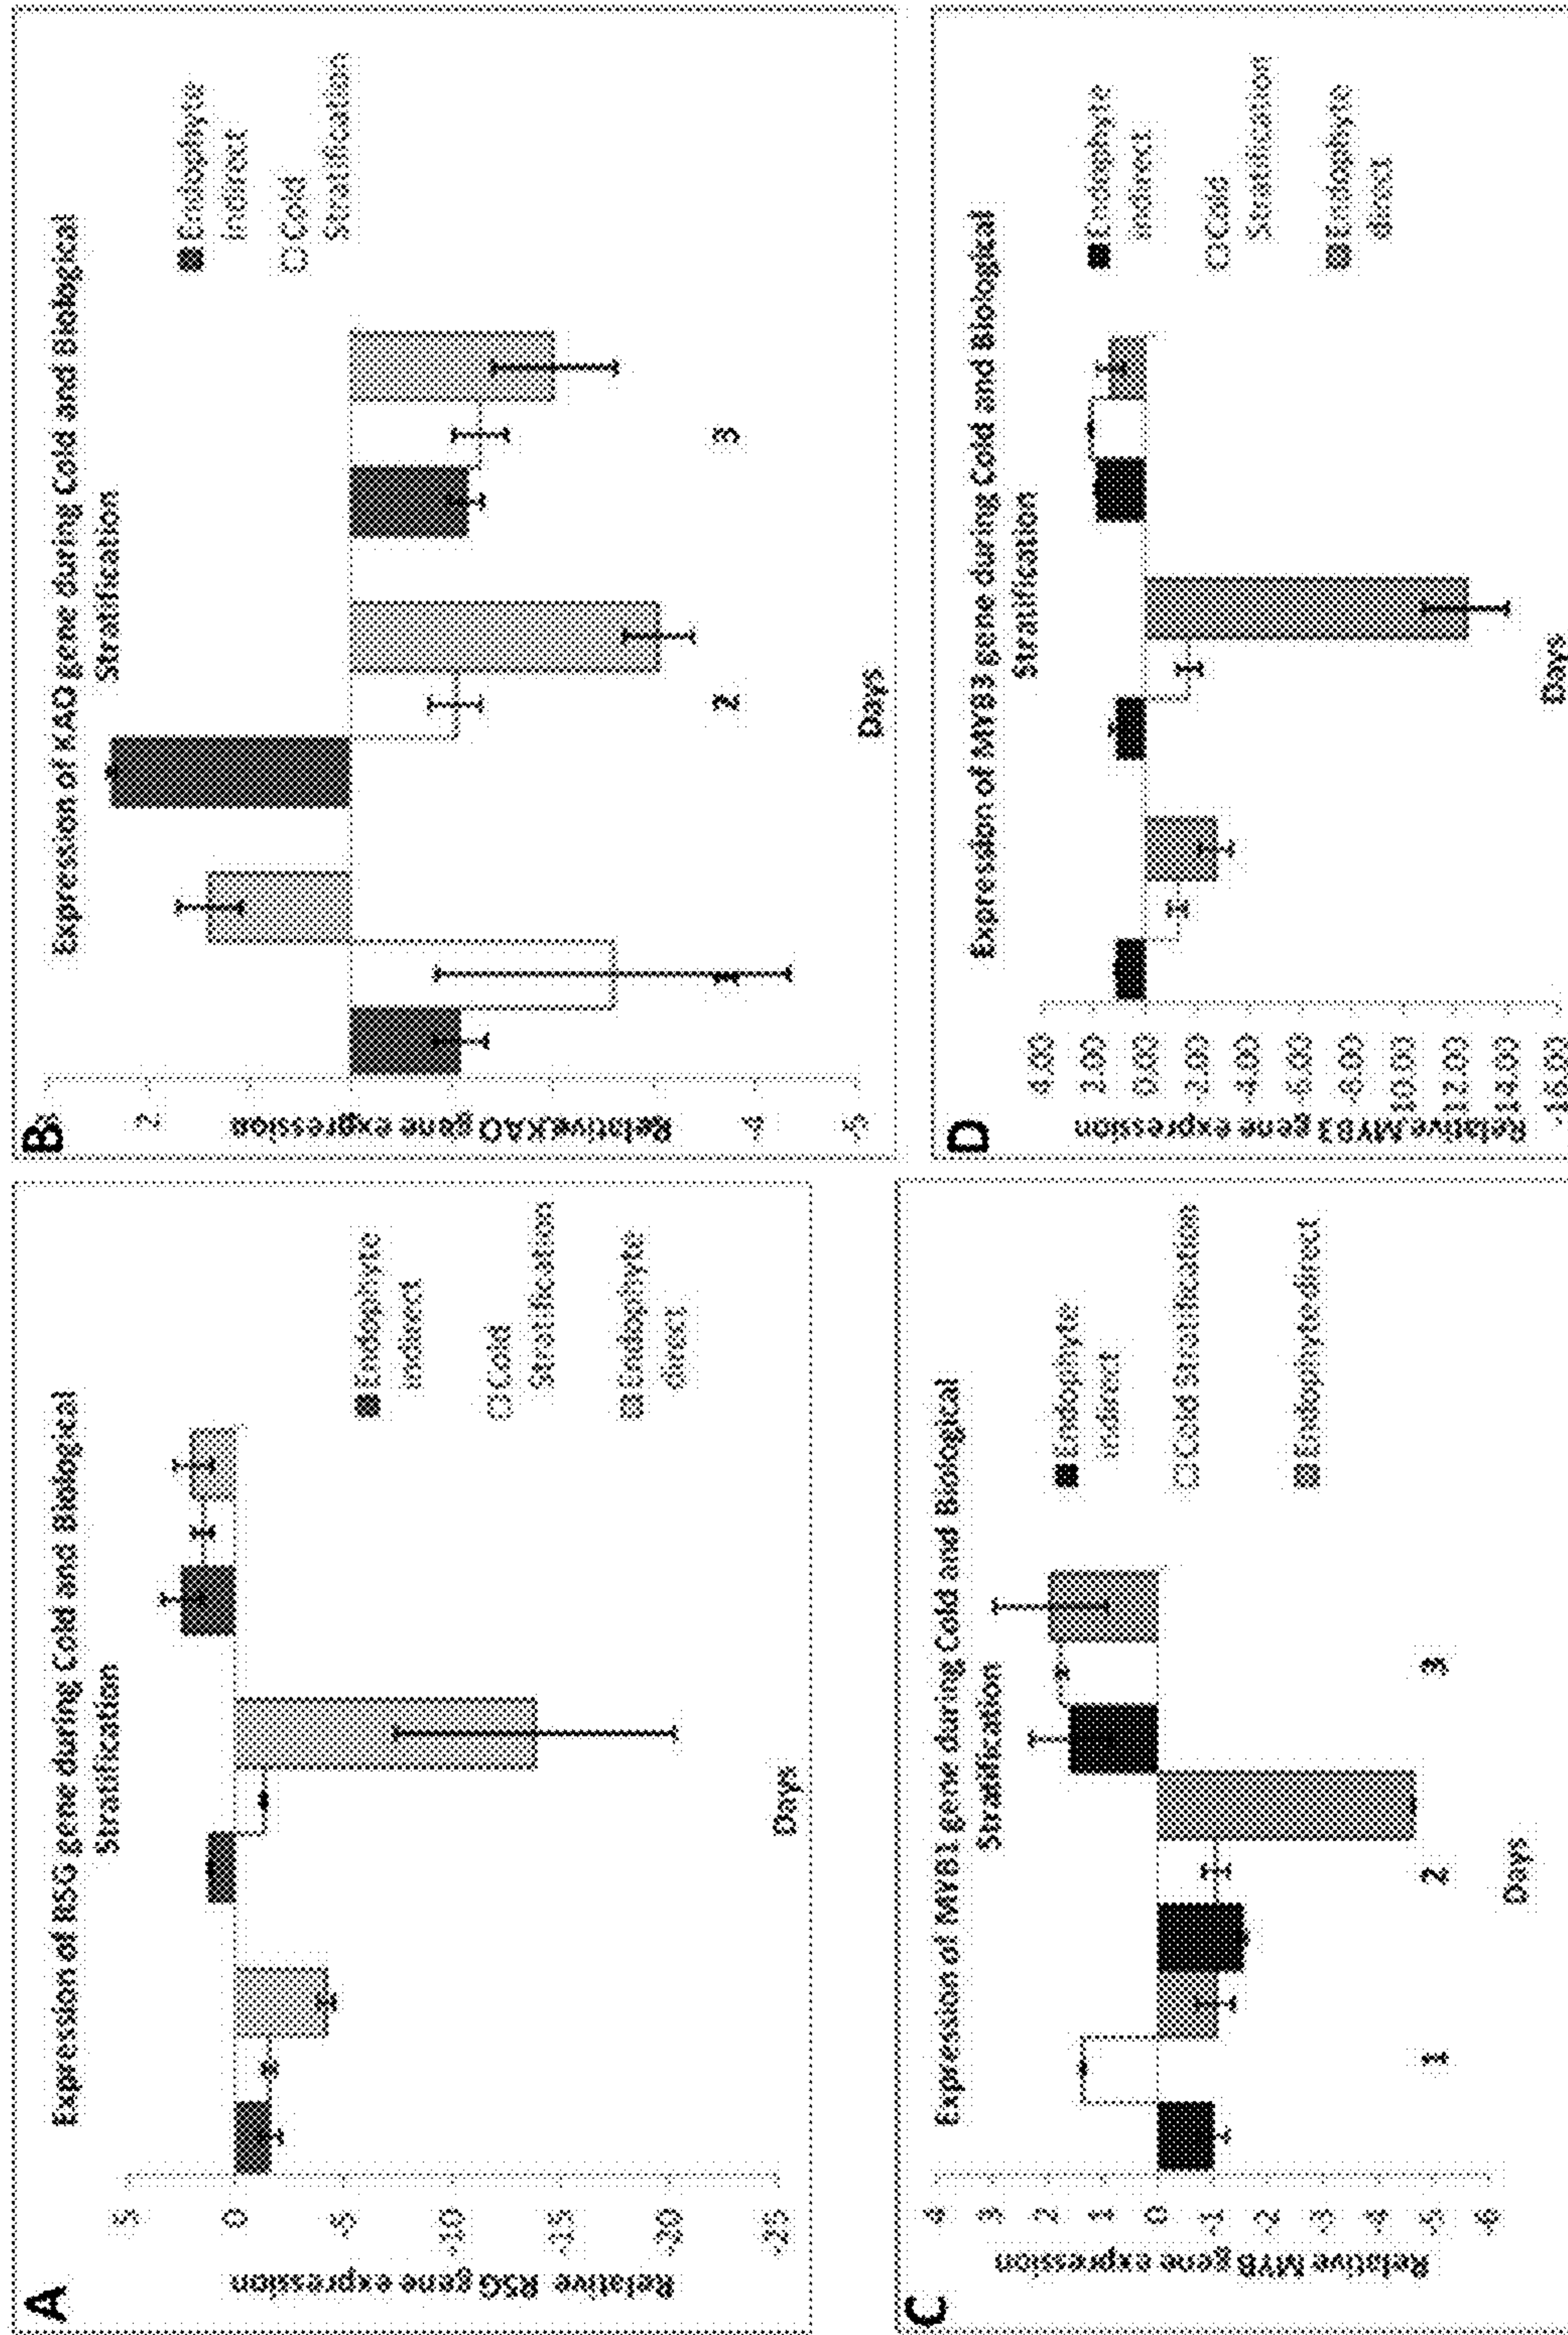 A
Expression of RSG gene during Cold and Biological
Stratification
Relative RSG gene expression
5
0
-5
-10
-15
-20
-25
Days
Endophyte
indirect
Cold
Stratification
Endophyte
direct
B
Expression of KAO gene during Cold and Biological
Stratification
Relative KAO gene expression
2
-4
-5
1
2
3
Days
Endophyte
indirect
Cold
Stratification
C
Expression of MYB1 gene during Cold and Biological
Stratification
Relative MYB gene expression
4
3
2
1
0
-1
-2
-3
-4
-5
-6
1
2
3
Days
Endophyte
indirect
Cold Stratification
Endophyte direct
D
Expression of MYB3 gene during Cold and Biological
Stratification
Relative MYB3 gene expression
4.00
2.00
0.00
-2.00
-4.00
-6.00
-8.00
-10.00
-12.00
-14.00
-16.00
Days
Endophyte
indirect
Cold
Stratification
Endophyte
direct